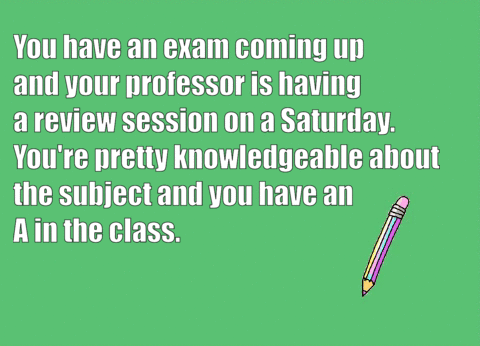 You have an exam coming up
and your professor is having
a review session on a Saturday.
You're pretty knowledgeable about
the subject and you have an
A in the class.